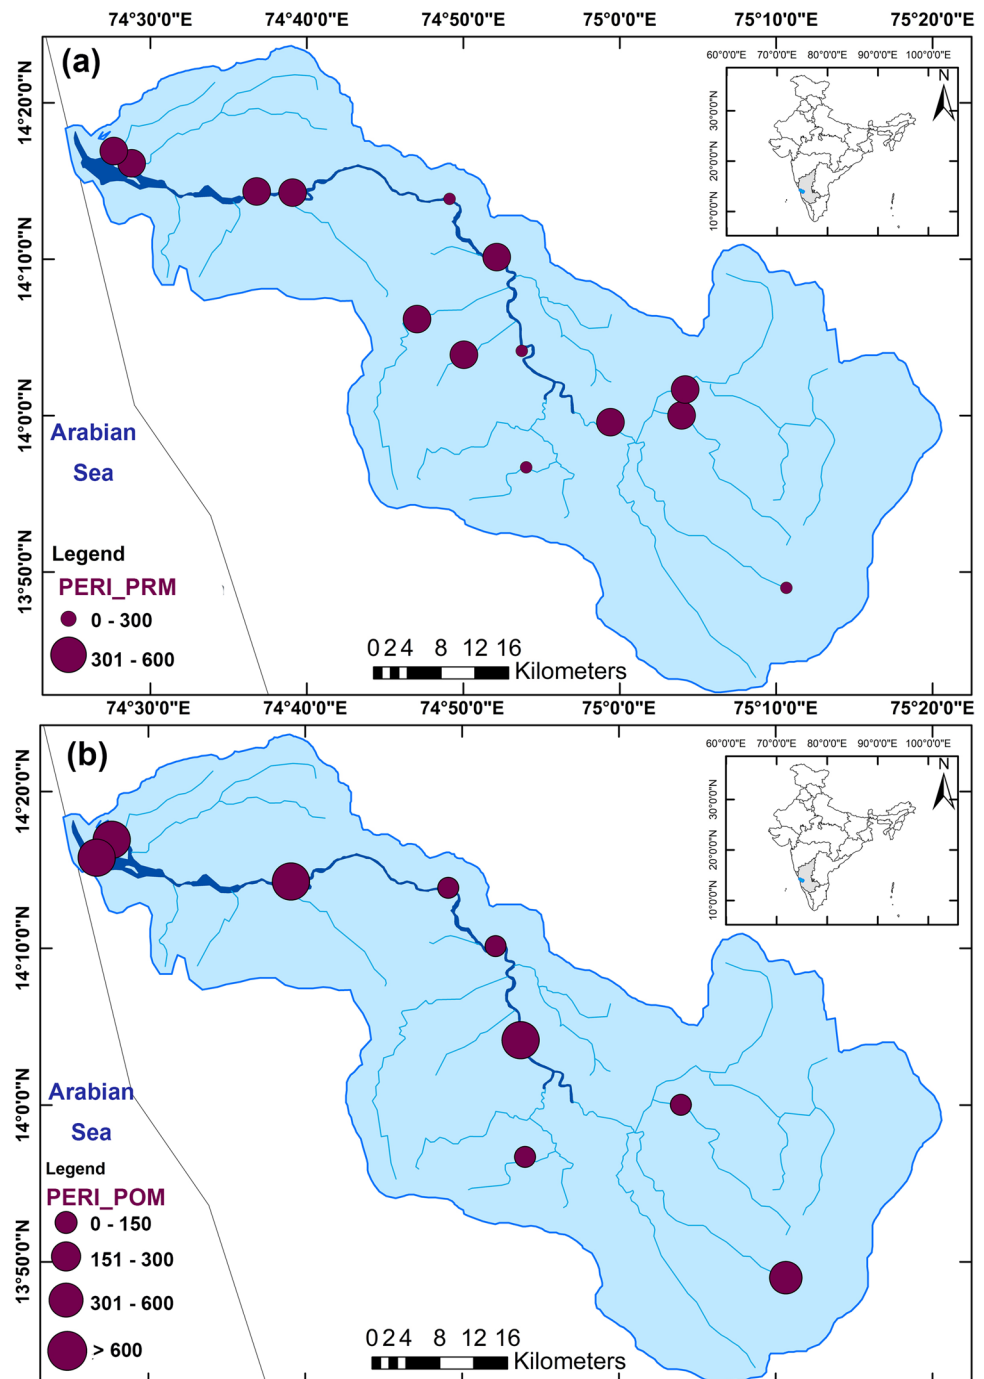 74°30'0"E 74°40'0"E 74°50'0"E 75°0'0"E 75°10'0"E 75°20'0"E
(a)
60°0'0"E 70°0'0"E 80°0'0"E 90°0'0"E 100°0'0"E
N
30°0'0"N
20°0'0"N
10°0'0"N
14°20'0"N
14°10'0"N
14°0'0"N
13°50'0"N
Arabian
Sea
Legend
PERI_PRM
0 - 300
301 - 600
0 2 4 8 12 16
Kilometers
74°30'0"E 74°40'0"E 74°50'0"E 75°0'0"E 75°10'0"E 75°20'0"E
(b)
60°0'0"E 70°0'0"E 80°0'0"E 90°0'0"E 100°0'0"E
N
30°0'0"N
20°0'0"N
10°0'0"N
14°20'0"N
14°10'0"N
14°0'0"N
13°50'0"N
Arabian
Sea
Legend
PERI_POM
0 - 150
151 - 300
301 - 600
> 600
0 2 4 8 12 16
Kilometers